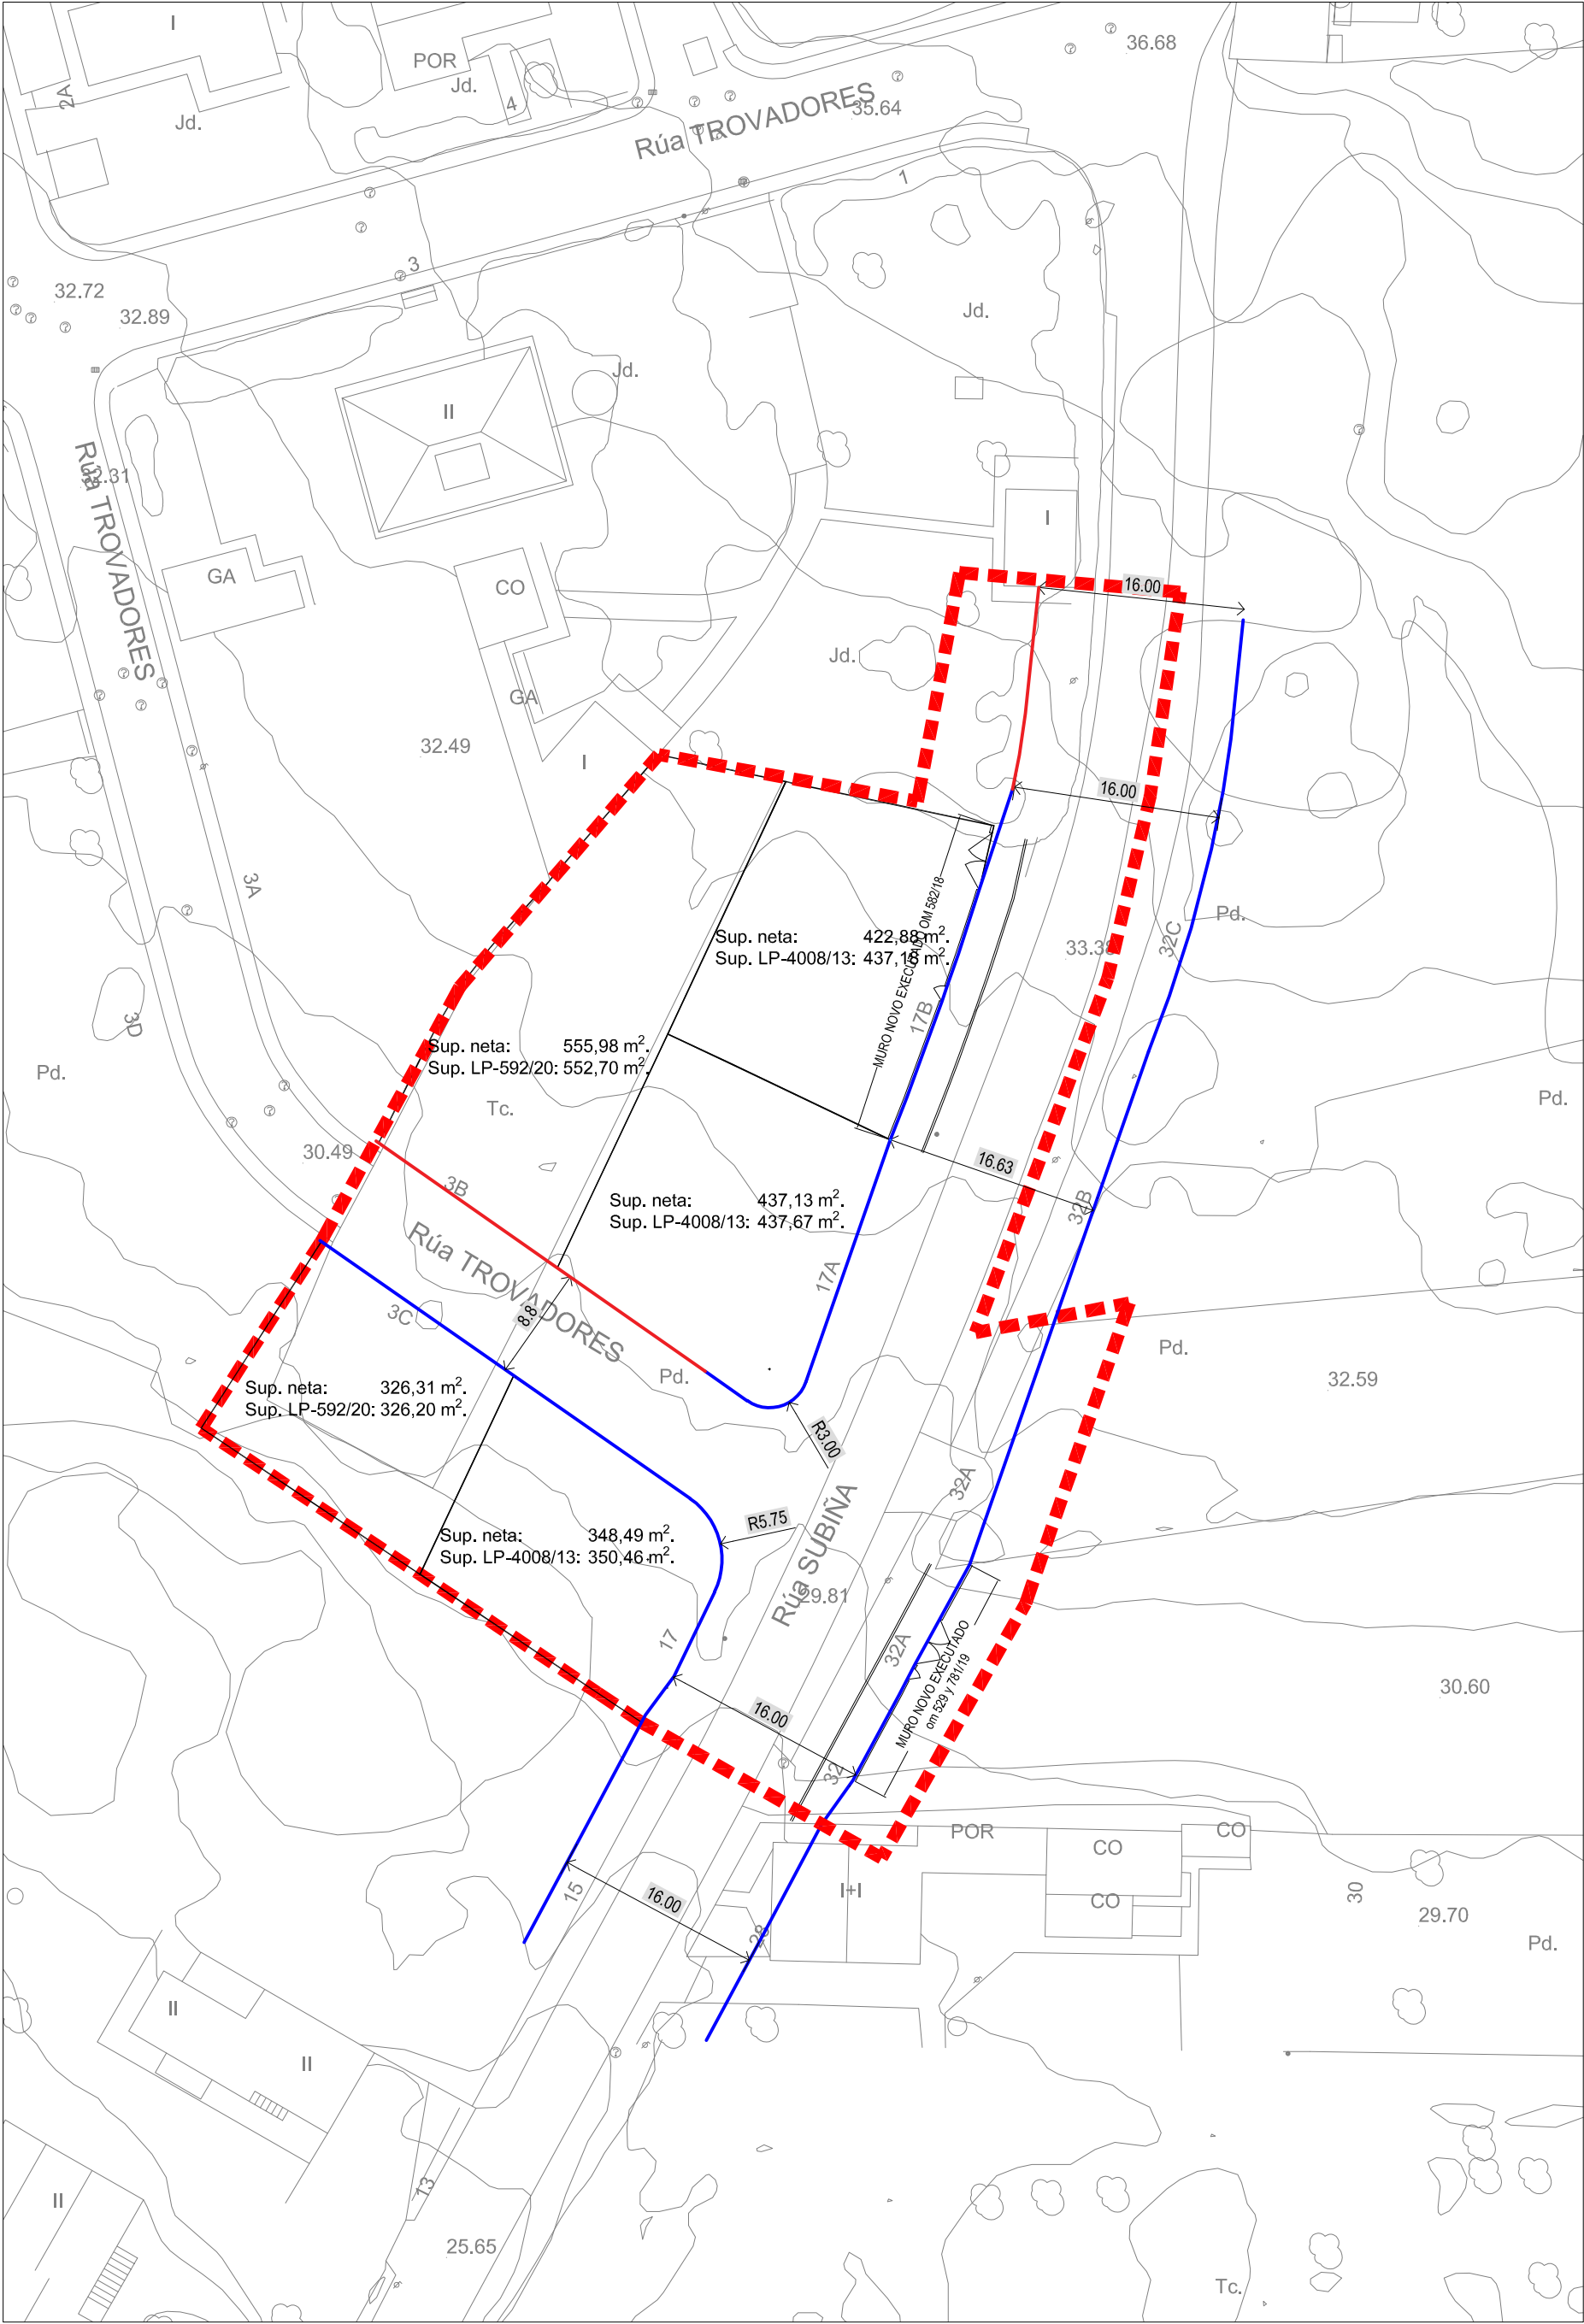 I
POR
Jd.
2A
Jd.
4
36.68
35.64
Rúa TROVADORES
1
3
32.72
32.89
Jd.
Jd.
II
Rúa TROVADORES
32.31
I
GA
CO
16.00
Jd.
GA
32.49
I
16.00
3A
MURO NOVO EXECUTADO OM 582/18
Pd.
32C
33.38
Sup. neta: 422,88 m².
Sup. LP-4008/13: 437,18 m².
17B
3D
Sup. neta: 555,98 m².
Sup. LP-592/20: 552,70 m².
Pd.
Tc.
Pd.
30.49
16.63
3B
Sup. neta: 437,13 m².
Sup. LP-4008/13: 437,67 m².
32B
Rúa TROVADORES
17A
3C
8.8
Pd.
Pd.
32.59
Sup. neta: 326,31 m².
Sup. LP-592/20: 326,20 m².
R3.00
32A
R5.75
Sup. neta: 348,49 m².
Sup. LP-4008/13: 350,46 m².
Rúa SUBIÑA
29.81
17
32A
MURO NOVO EXECUTADO
om 529 y 781/19
30.60
16.00
32
POR
CO
CO
I+I
CO
15
16.00
30
29.70
28
Pd.
II
II
13
II
25.65
Tc.